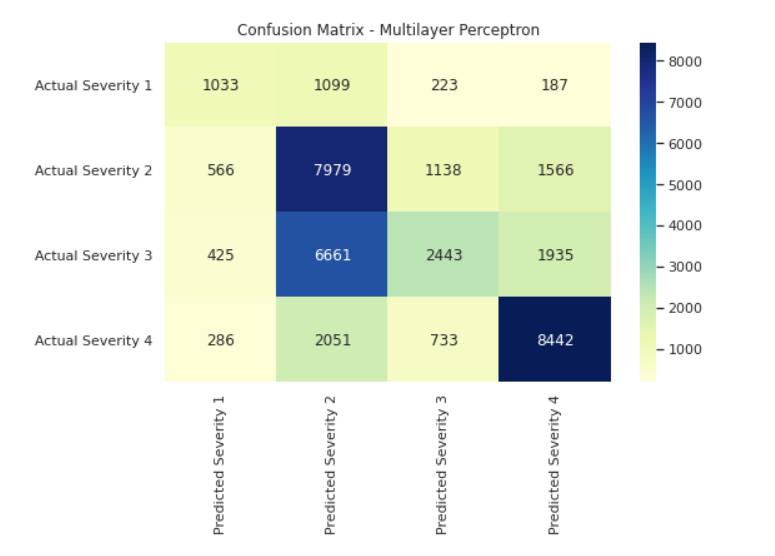 Confusion Matrix - Multilayer Perceptron
Actual Severity 1 1033 1099 223 187
Actual Severity 2 566 7979 1138 1566
Actual Severity 3 425 6661 2443 1935
Actual Severity 4 286 2051 733 8442
Predicted Severity 1
Predicted Severity 2
Predicted Severity 3
Predicted Severity 4
8000
7000
6000
5000
4000
3000
2000
1000